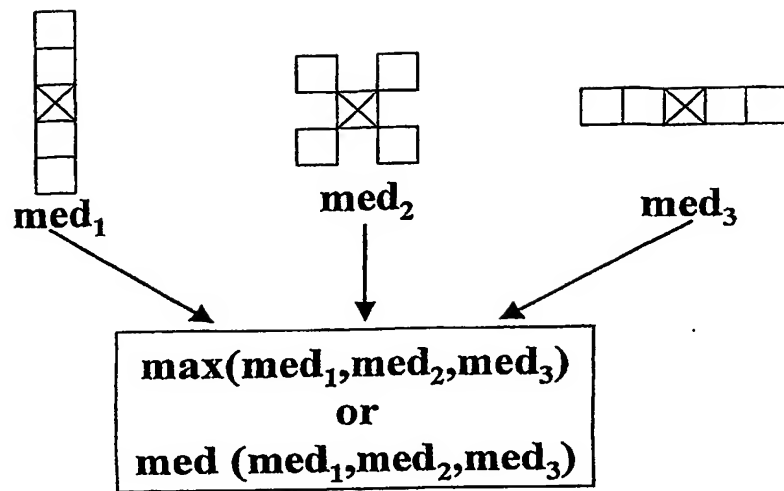 med₁
med₂
med₃
max(med₁,med₂,med₃)
or
med (med₁,med₂,med₃)